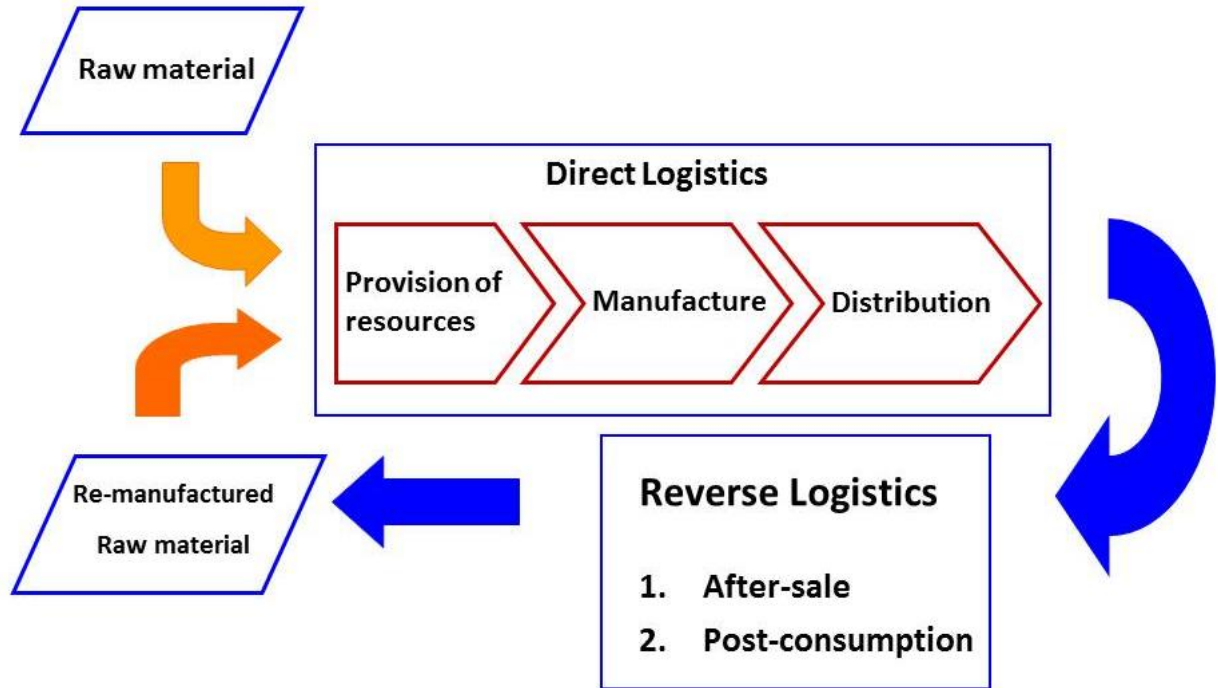 Raw material
Direct Logistics
Provision of
resources
Manufacture
Distribution
Re-manufactured
Raw material
Reverse Logistics
1. After-sale
2. Post-consumption